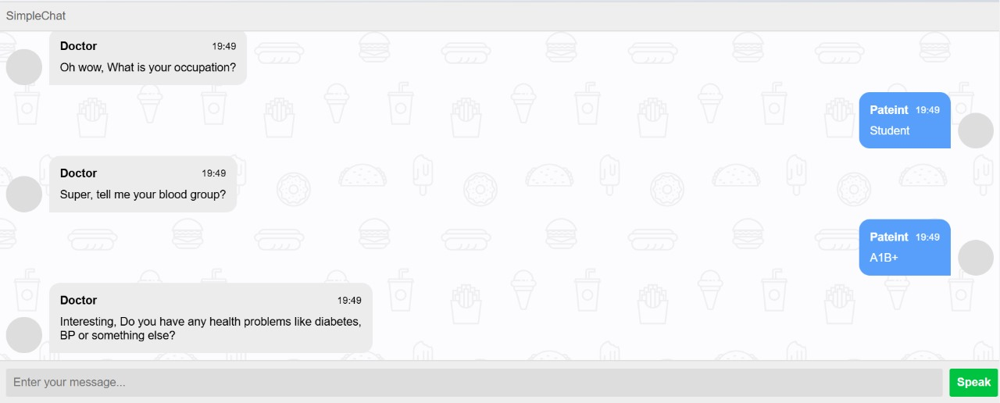 SimpleChat
Doctor 19:49
Oh wow, What is your occupation?
Pateint 19:49
Student
Doctor 19:49
Super, tell me your blood group?
Pateint 19:49
A1B+
Doctor 19:49
Interesting, Do you have any health problems like diabetes,
BP or something else?
Enter your message... Speak